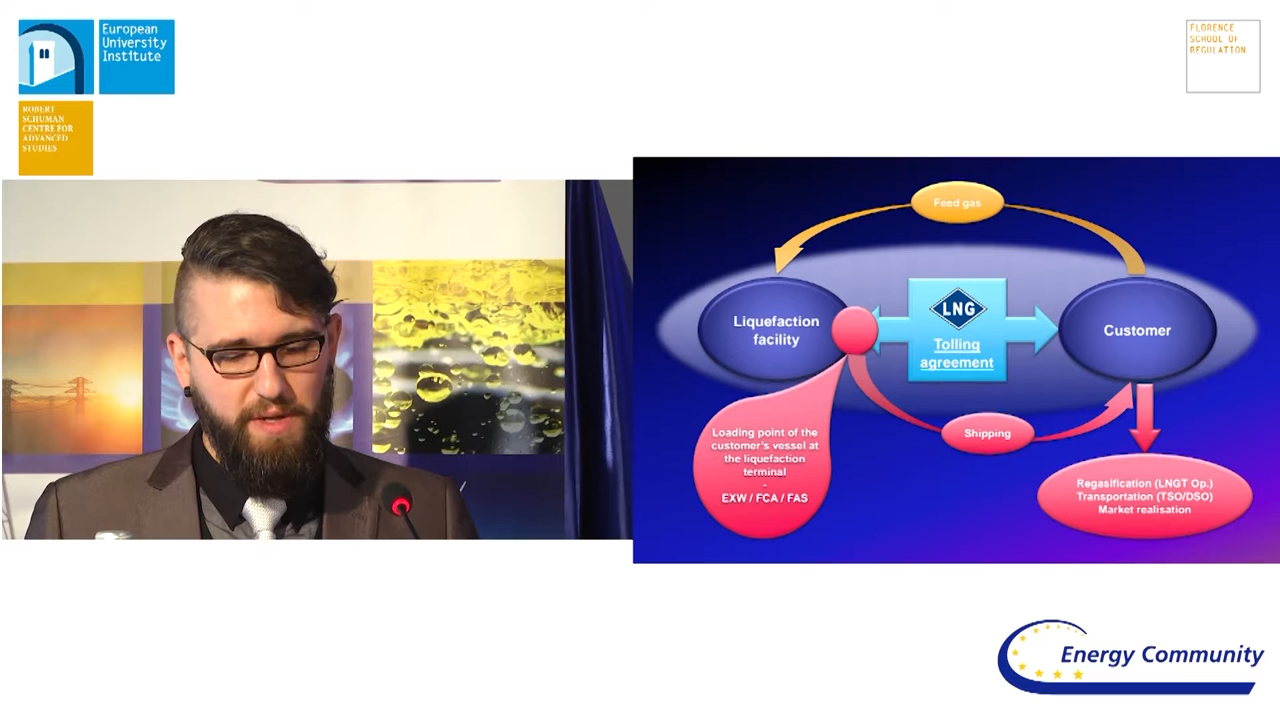 European
University
Institute
ROBERT
SCHUMAN
CENTRE FOR
ADVANCED
STUDIES
FLORENCE
SCHOOL OF
REGULATION
Feed gas
Liquefaction
facility
LNG
Tolling
agreement
Customer
Loading point of the
customer's vessel at
the liquefaction
terminal
-
EXW / FCA / FAS
Shipping
Regasification (LNGT Op.)
Transportation (TSO/DSO)
Market realisation
Energy Community